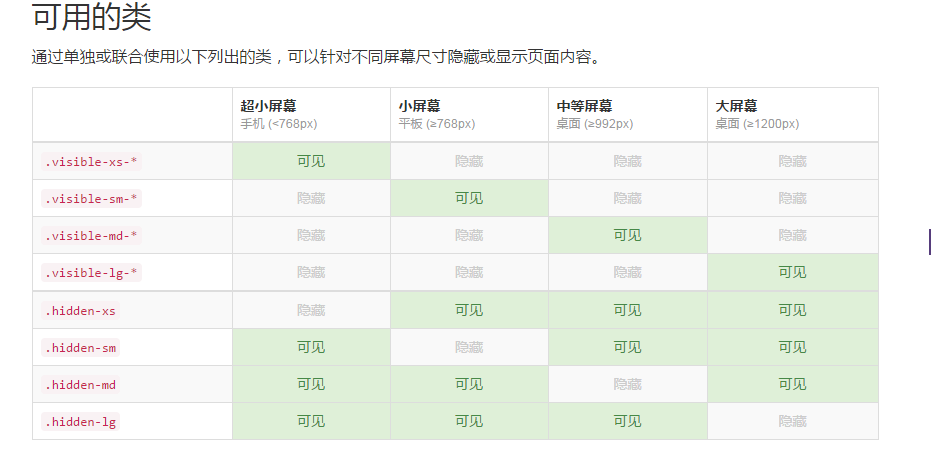 可用的类
通过单独或联合使用以下列出的类，可以针对不同屏幕尺寸隐藏或显示页面内容。
超小屏幕 小屏幕 中等屏幕 大屏幕
手机 (<768px) 平板 (≥768px) 桌面 (≥992px) 桌面 (≥1200px)
.visible-xs-* 可见 隐藏 隐藏 隐藏
.visible-sm-* 隐藏 可见 隐藏 隐藏
.visible-md-* 隐藏 隐藏 可见 隐藏
.visible-lg-* 隐藏 隐藏 隐藏 可见
.hidden-xs 隐藏 可见 可见 可见
.hidden-sm 可见 隐藏 可见 可见
.hidden-md 可见 可见 隐藏 可见
.hidden-lg 可见 可见 可见 隐藏